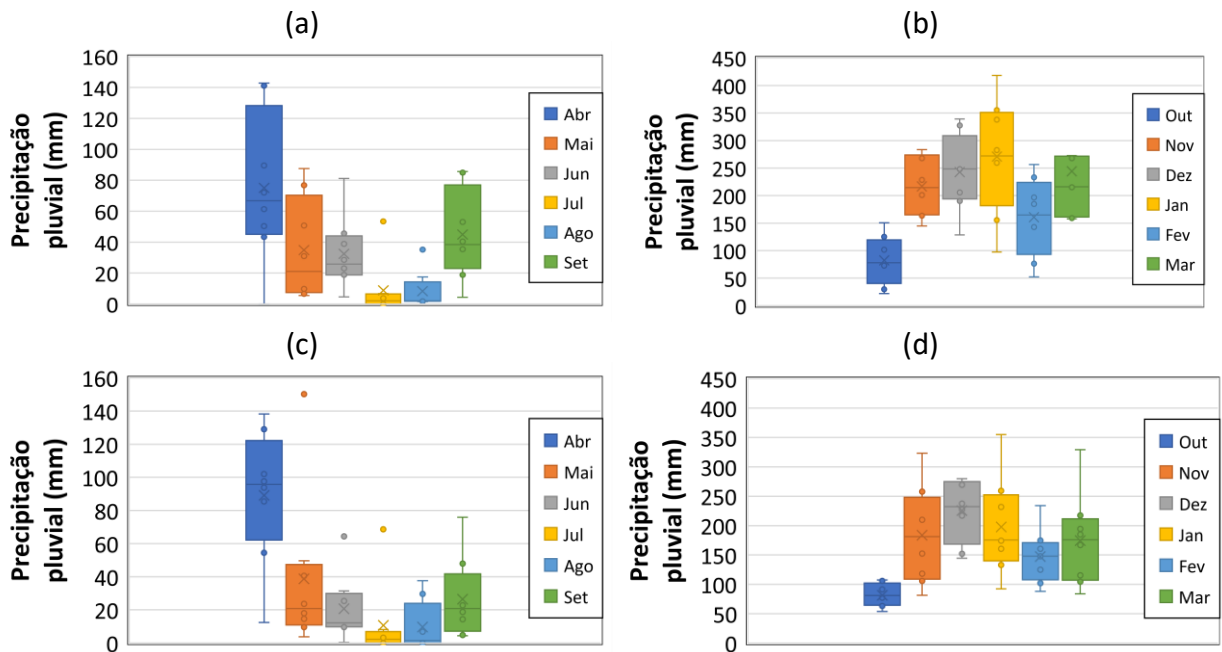 (a)
Precipitação
pluvial (mm)
160
140
120
100
80
60
40
20
0
Abr
Mai
Jun
Jul
Ago
Set
(b)
Precipitação
pluvial (mm)
450
400
350
300
250
200
150
100
50
0
Out
Nov
Dez
Jan
Fev
Mar
(c)
Precipitação
pluvial (mm)
160
140
120
100
80
60
40
20
0
Abr
Mai
Jun
Jul
Ago
Set
(d)
Precipitação
pluvial (mm)
450
400
350
300
250
200
150
100
50
0
Out
Nov
Dez
Jan
Fev
Mar